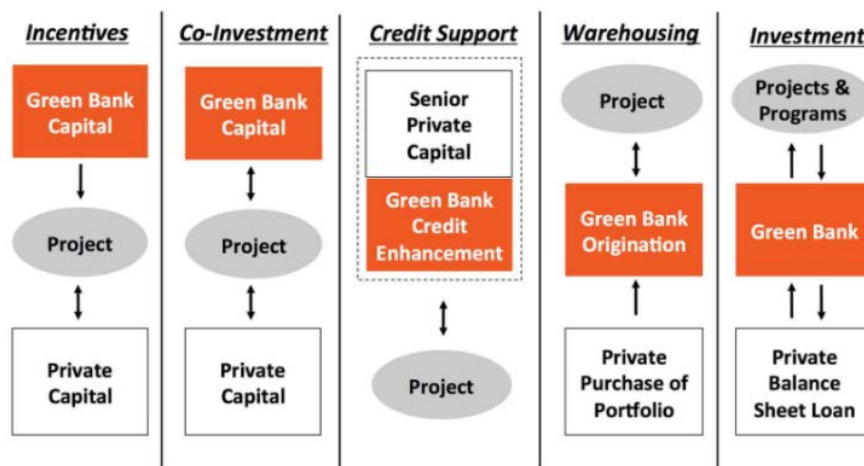 Incentives
Green Bank
Capital
Project
Private
Capital
Co-Investment
Green Bank
Capital
Project
Private
Capital
Credit Support
Senior
Private
Capital
Green Bank
Credit
Enhancement
Project
Warehousing
Project
Green Bank
Origination
Private
Purchase of
Portfolio
Investment
Projects &
Programs
Green Bank
Private
Balance
Sheet Loan